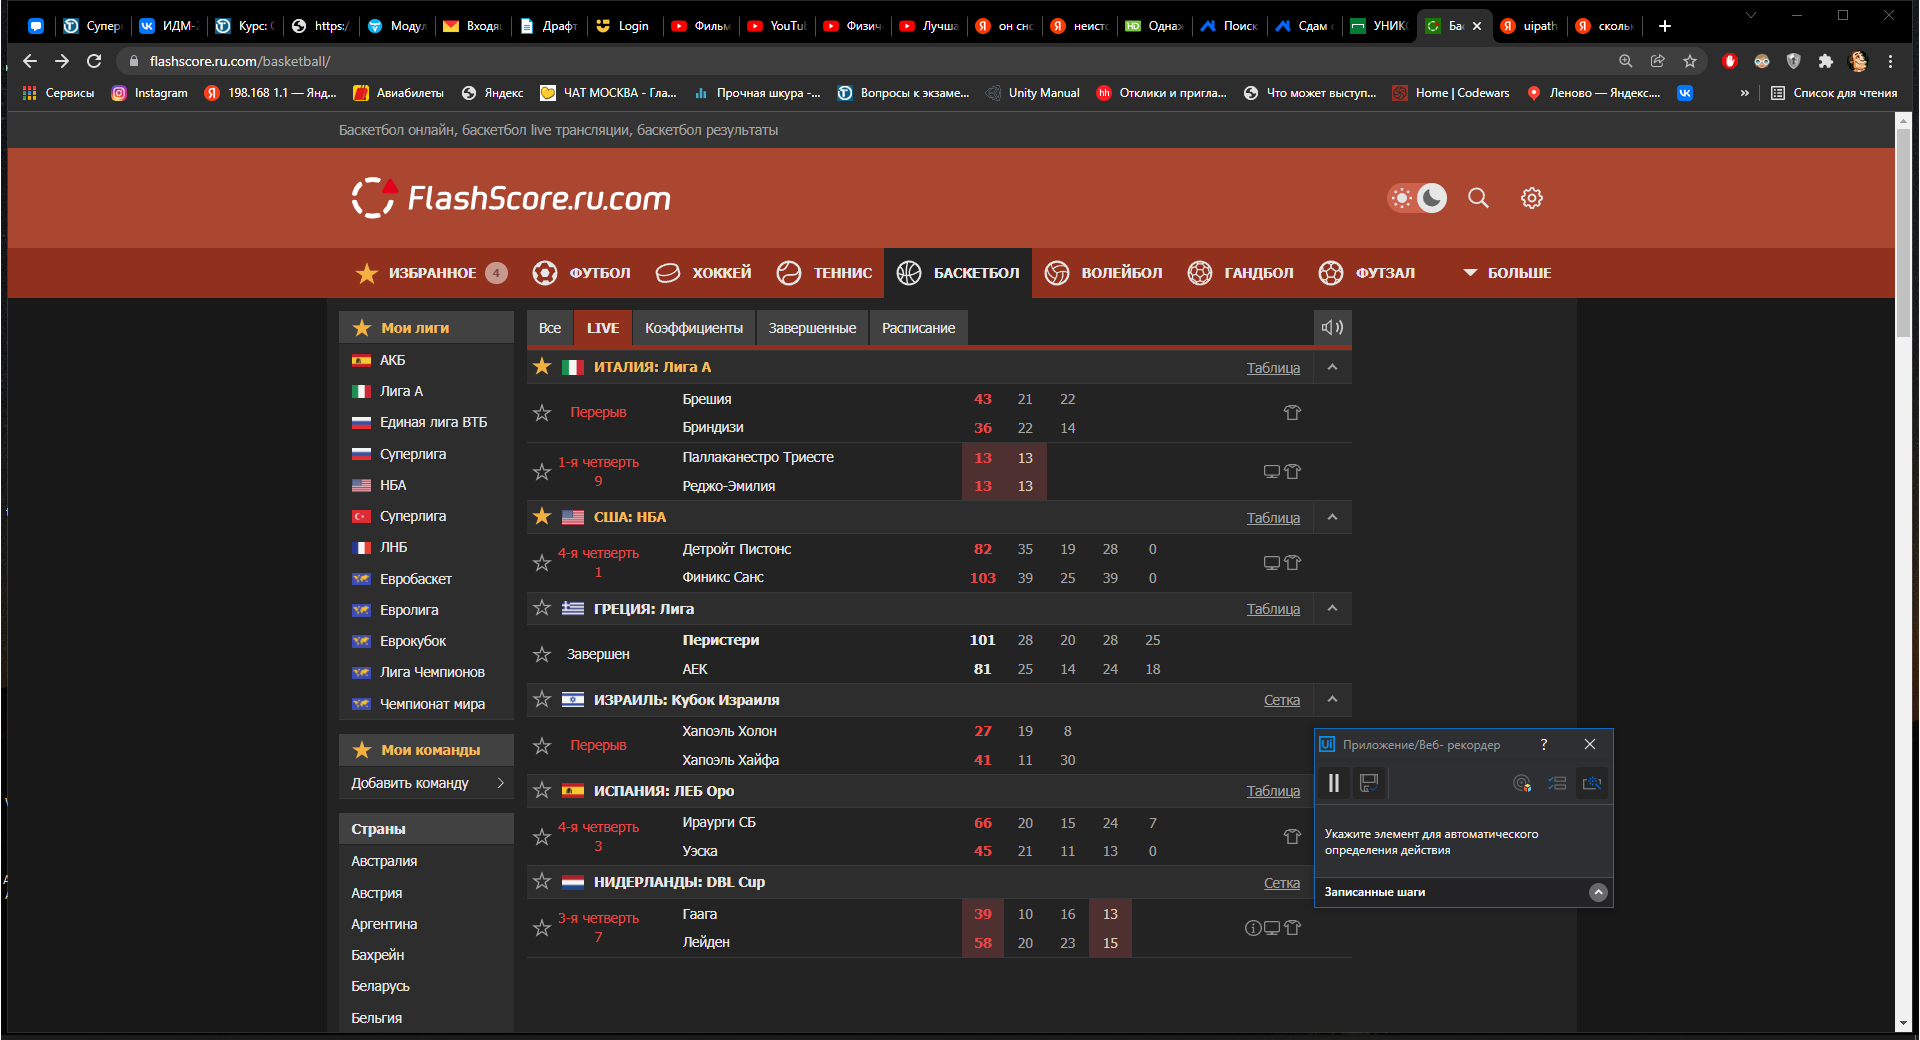 Супер
ИДМ-
Курс: С
https:/
Модул
Входящ
Драфт
Login
Фильм
YouTu
Физич
Лучша
он снс
неисто
Однаж
Поиск
Сдам
УНИК
Бас
uipath
сколь
flashscore.ru.com/basketball/
Сервисы
Instagram
198.168 1.1 — Янд...
Авиабилеты
Яндекс
ЧАТ МОСКВА - Гла...
Прочная шкура -...
Вопросы к экзаме...
Unity Manual
Отклики и пригла...
Что может выступ...
Home | Codewars
Леново — Яндекс....
»
Список для чтения
Баскетбол онлайн, баскетбол live трансляции, баскетбол результаты
FlashScore.ru.com
ИЗБРАННОЕ 4
ФУТБОЛ
ХОККЕЙ
ТЕННИС
БАСКЕТБОЛ
ВОЛЕЙБОЛ
ГАНДБОЛ
ФУТЗАЛ
БОЛЬШЕ
Мои лиги
АКБ
Лига А
Единая лига ВТБ
Суперлига
НБА
Суперлига
ЛНБ
Евробаскет
Евролига
Еврокубок
Лига Чемпионов
Чемпионат мира
Мои команды
Добавить команду
Страны
Австралия
Австрия
Аргентина
Бахрейн
Беларусь
Бельгия
Все
LIVE
Коэффициенты
Завершенные
Расписание
ИТАЛИЯ: Лига А Таблица
Перерыв
Брешия 43 21 22
Бриндизи 36 22 14
1-я четверть
9
Паллаканестро Триесте 13 13
Реджо-Эмилия 13 13
США: НБА Таблица
4-я четверть
1
Детройт Пистонс 82 35 19 28 0
Финикс Санс 103 39 25 39 0
ГРЕЦИЯ: Лига Таблица
Завершен
Перистери 101 28 20 28 25
АЕК 81 25 14 24 18
ИЗРАИЛЬ: Кубок Израиля Сетка
Перерыв
Хапоэль Холон 27 19 8
Хапоэль Хайфа 41 11 30
ИСПАНИЯ: ЛЕБ Оро Таблица
4-я четверть
3
Ираурги СБ 66 20 15 24 7
Уэска 45 21 11 13 0
НИДЕРЛАНДЫ: DBL Cup Сетка
3-я четверть
7
Гаага 39 10 16 13
Лейден 58 20 23 15
Ui Приложение/Веб- рекордер ?
Укажите элемент для автоматического
определения действия
Записанные шаги